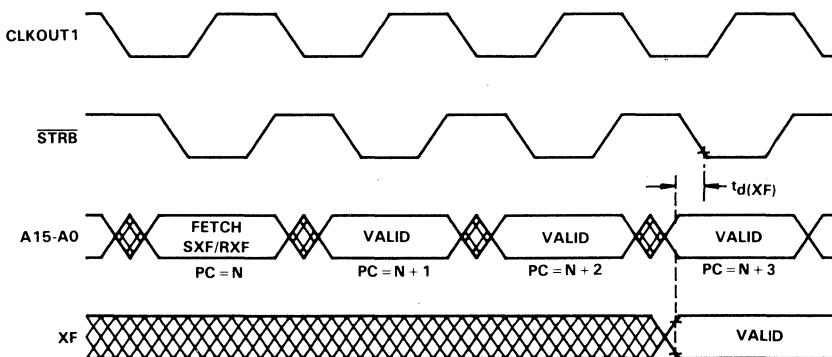 CLKOUT1
STRB
td(XF)
A15-A0
FETCH
SXF/RXF
VALID
VALID
VALID
PC = N
PC = N + 1
PC = N + 2
PC = N + 3
XF
VALID